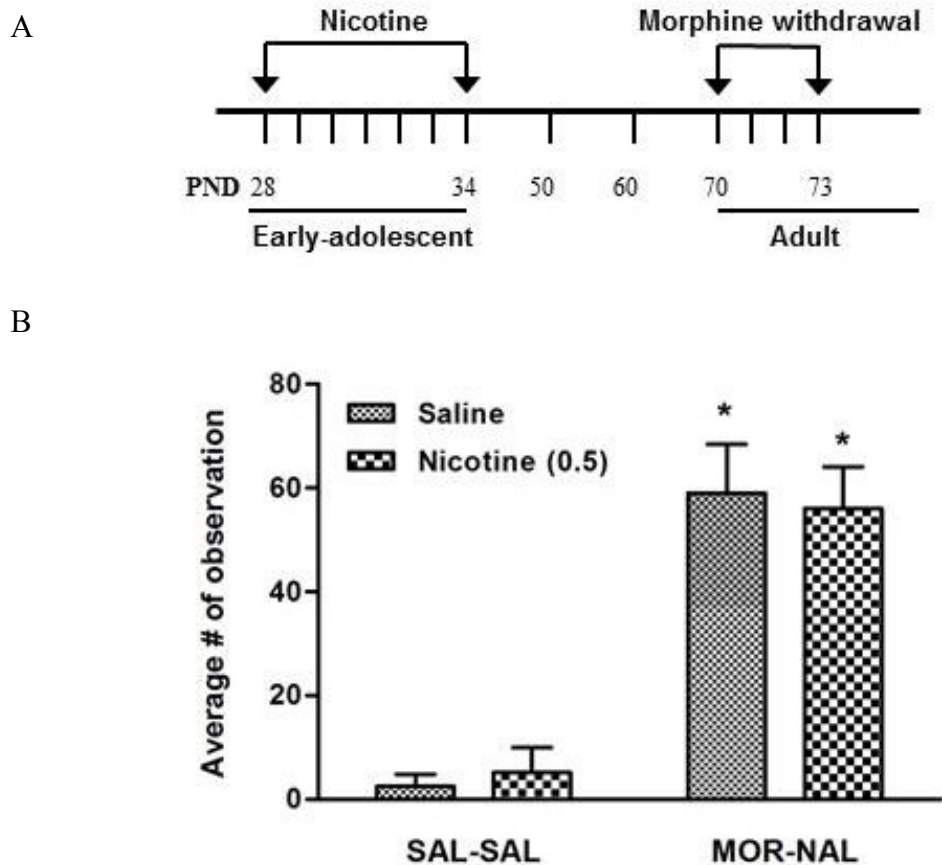 A
Nicotine
Morphine withdrawal
PND 28 34 50 60 70 73
Early-adolescent
Adult
B
Average # of observation
80
60
40
20
0
Saline
Nicotine (0.5)
*
*
SAL-SAL
MOR-NAL